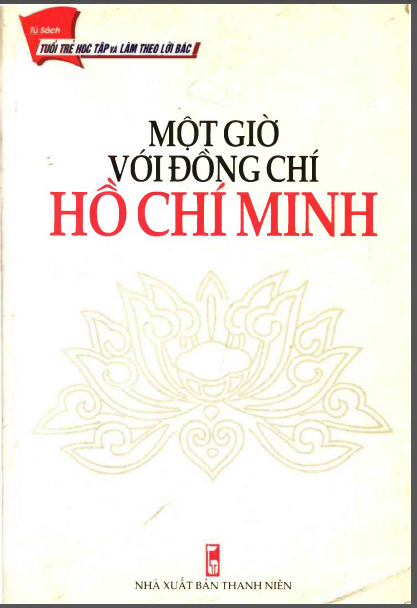 Tủ Sách
TUỔI TRẺ HỌC TẬP VÀ LÀM THEO LỜI BÁC
MỘT GIỜ
VỚI ĐỒNG CHÍ
HỒ CHÍ MINH
NHÀ XUẤT BẢN THANH NIÊN